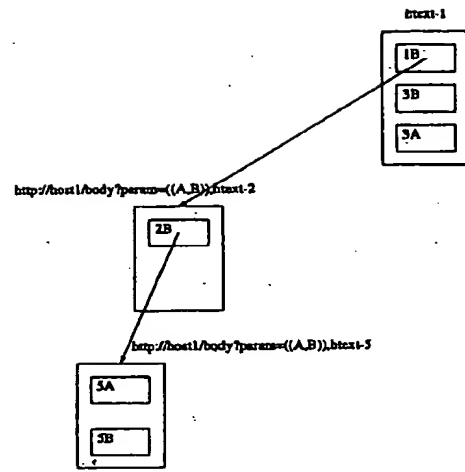 htext-1
1B
3B
3A
http://host1/body?param=((A,B)),htext-2
2B
http://host1/body?params=((A,B)),htext-5
5A
5B